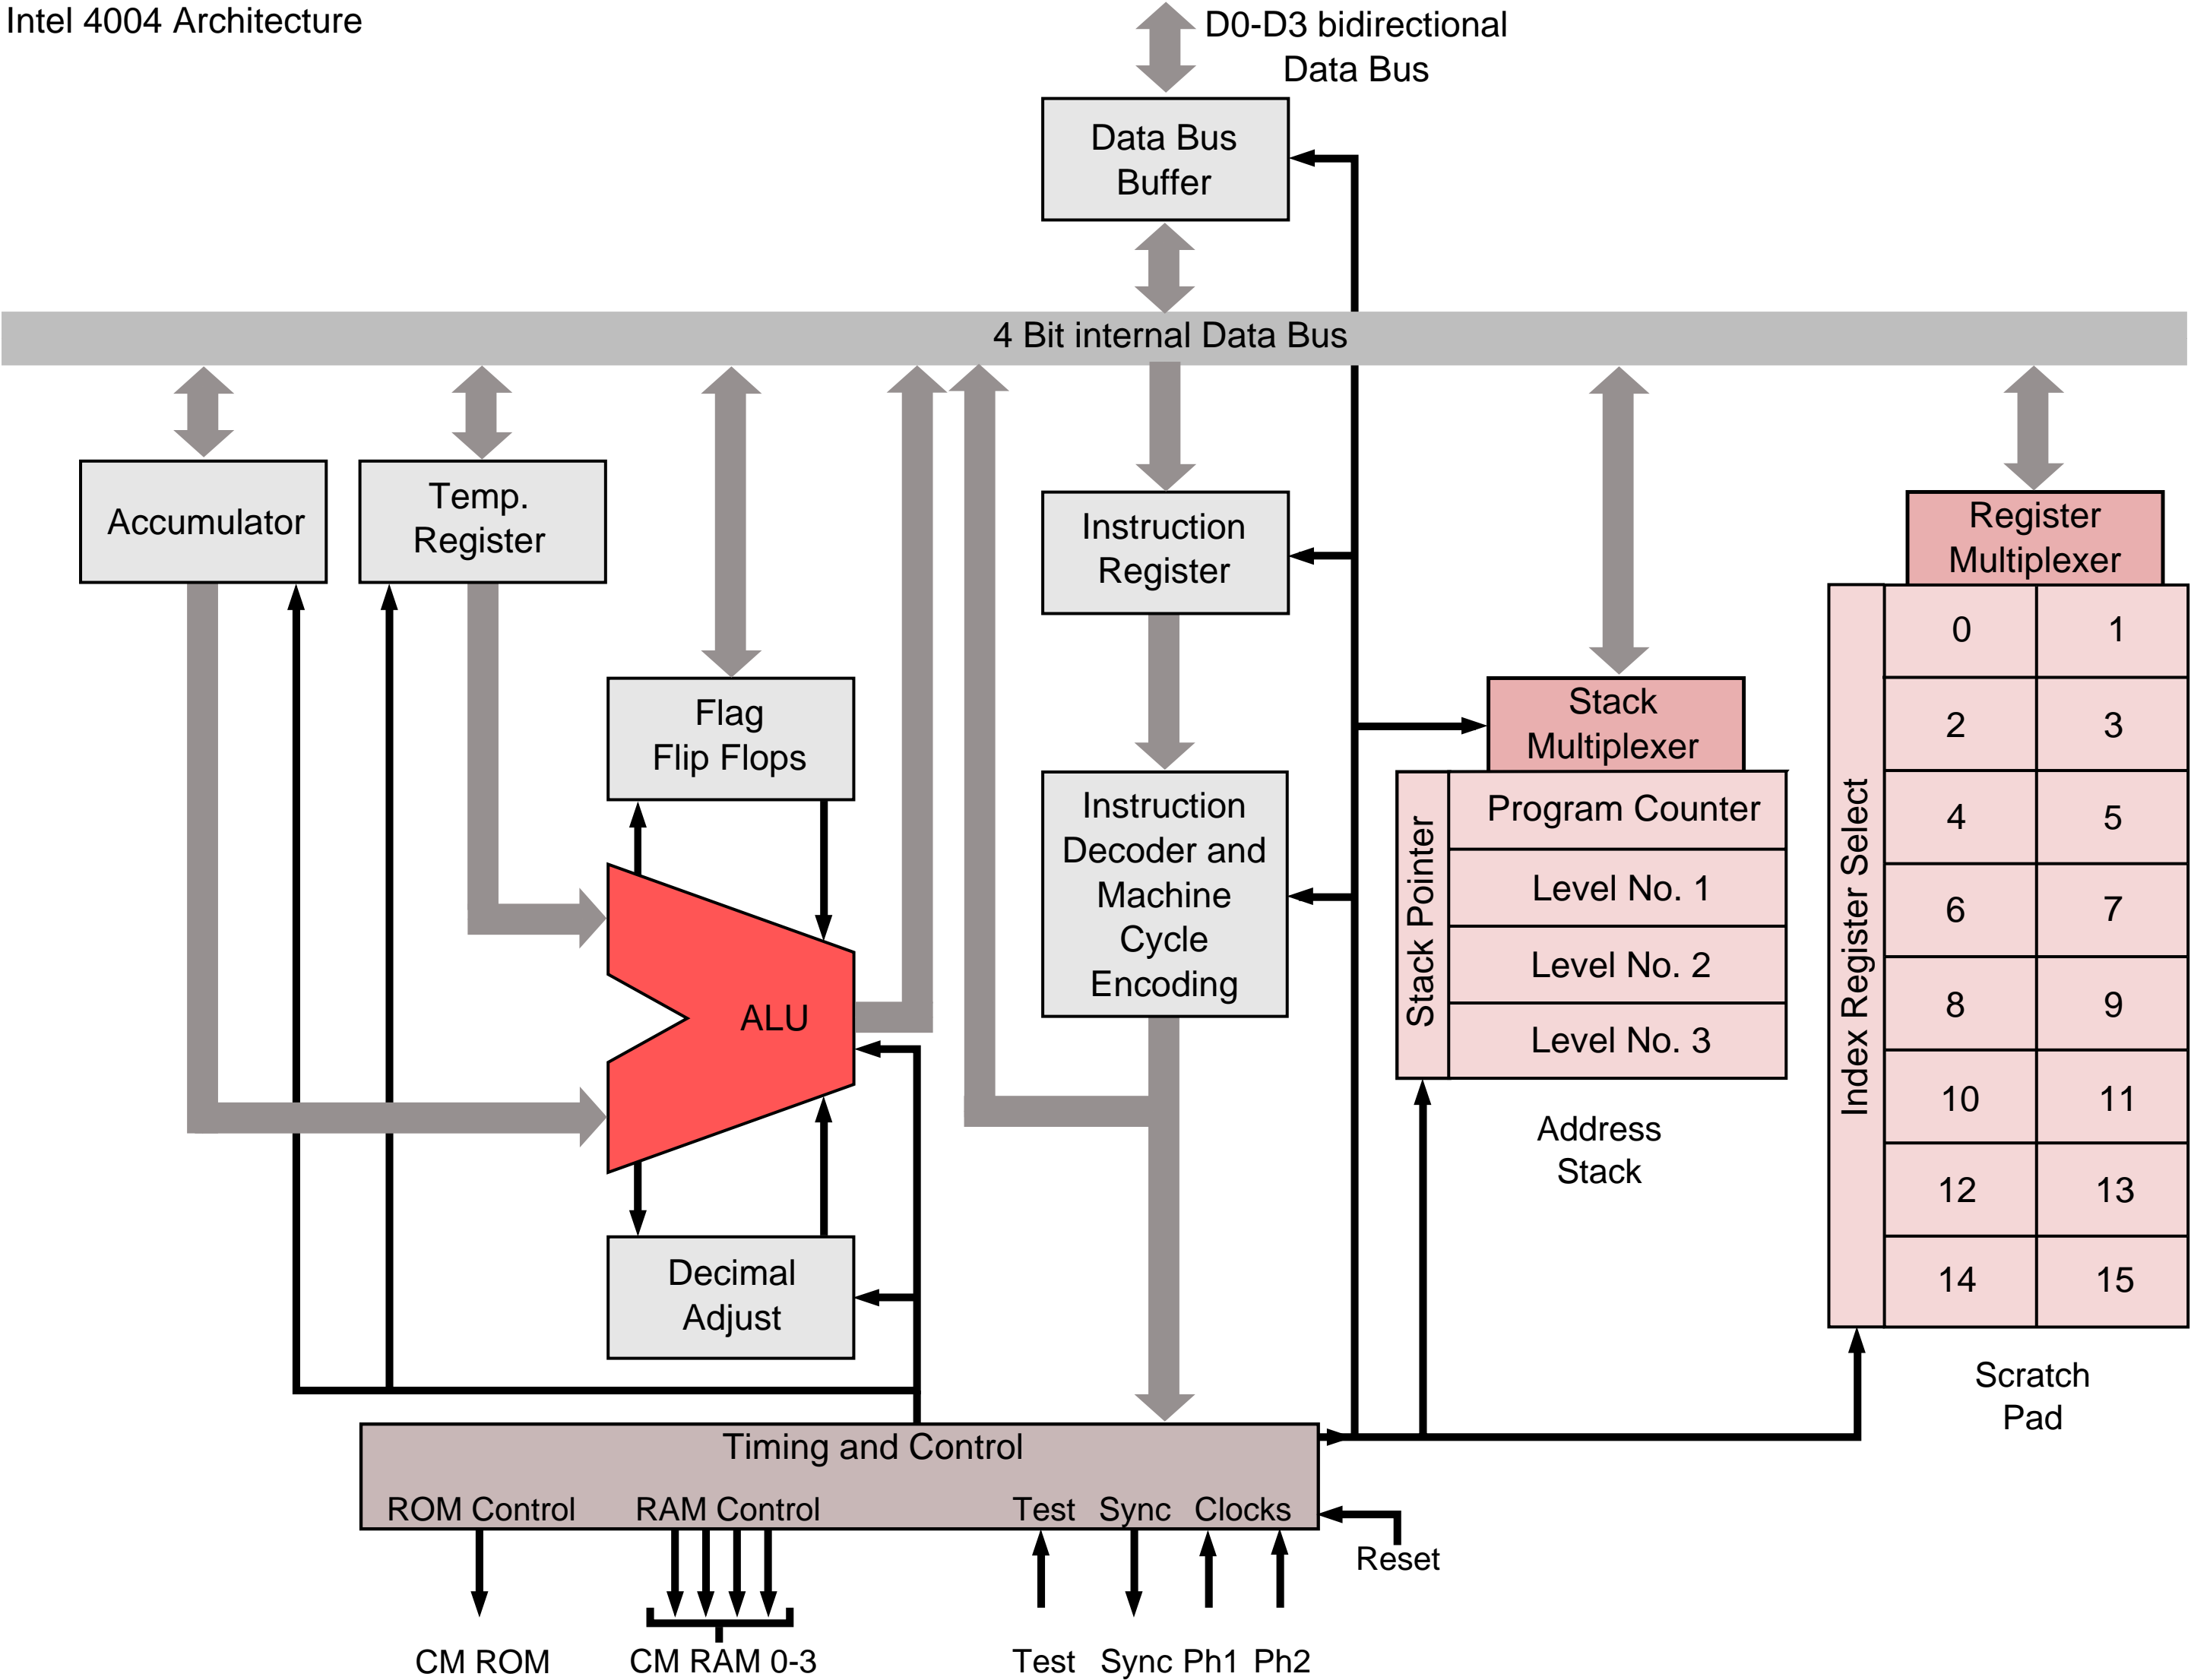 Intel 4004 Architecture
D0-D3 bidirectional
Data Bus
Data Bus
Buffer
4 Bit internal Data Bus
Accumulator
Temp.
Register
Flag
Flip Flops
ALU
Decimal
Adjust
Instruction
Register
Instruction
Decoder and
Machine
Cycle
Encoding
Stack
Multiplexer
Stack Pointer
Program Counter
Level No. 1
Level No. 2
Level No. 3
Address
Stack
Register
Multiplexer
Index Register Select
0 1
2 3
4 5
6 7
8 9
10 11
12 13
14 15
Scratch
Pad
Timing and Control
ROM Control RAM Control Test Sync Clocks
Reset
CM ROM CM RAM 0-3 Test Sync Ph1 Ph2